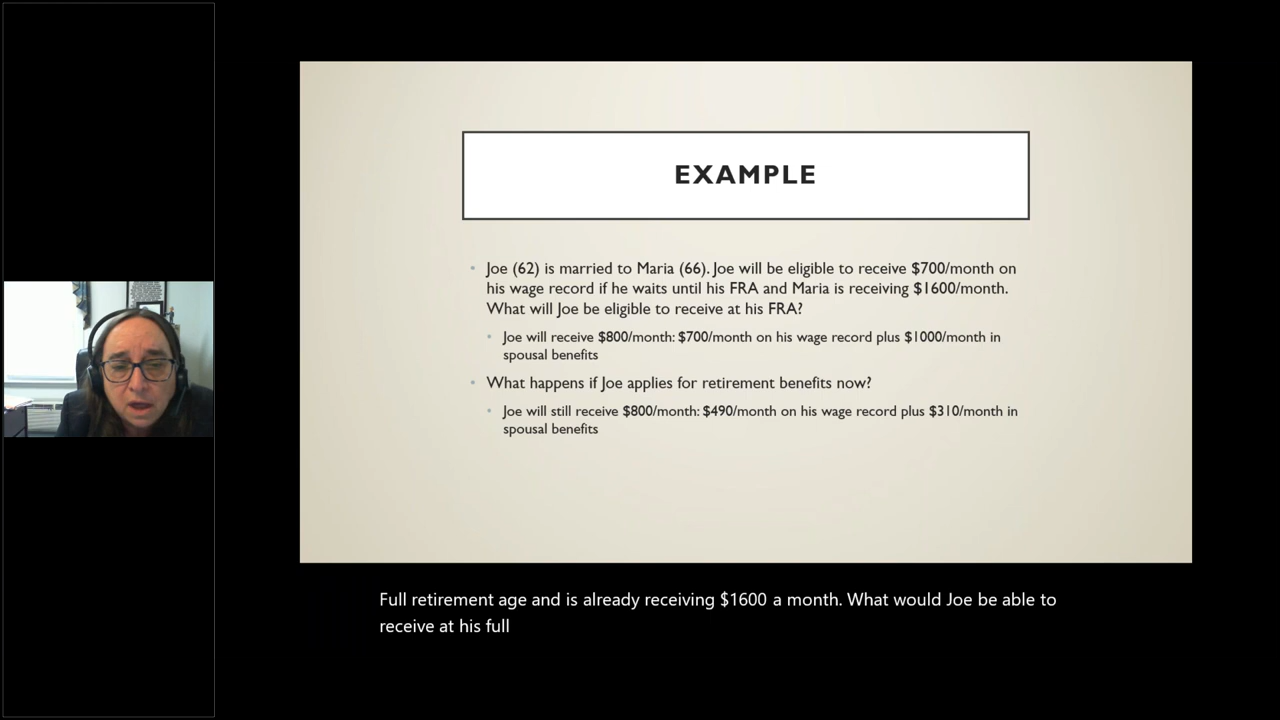 EXAMPLE
Joe (62) is married to Maria (66). Joe will be eligible to receive $700/month on
his wage record if he waits until his FRA and Maria is receiving $1600/month.
What will Joe be eligible to receive at his FRA?
Joe will receive $800/month: $700/month on his wage record plus $1000/month in
spousal benefits
What happens if Joe applies for retirement benefits now?
Joe will still receive $800/month: $490/month on his wage record plus $310/month in
spousal benefits
Full retirement age and is already receiving $1600 a month. What would Joe be able to
receive at his full